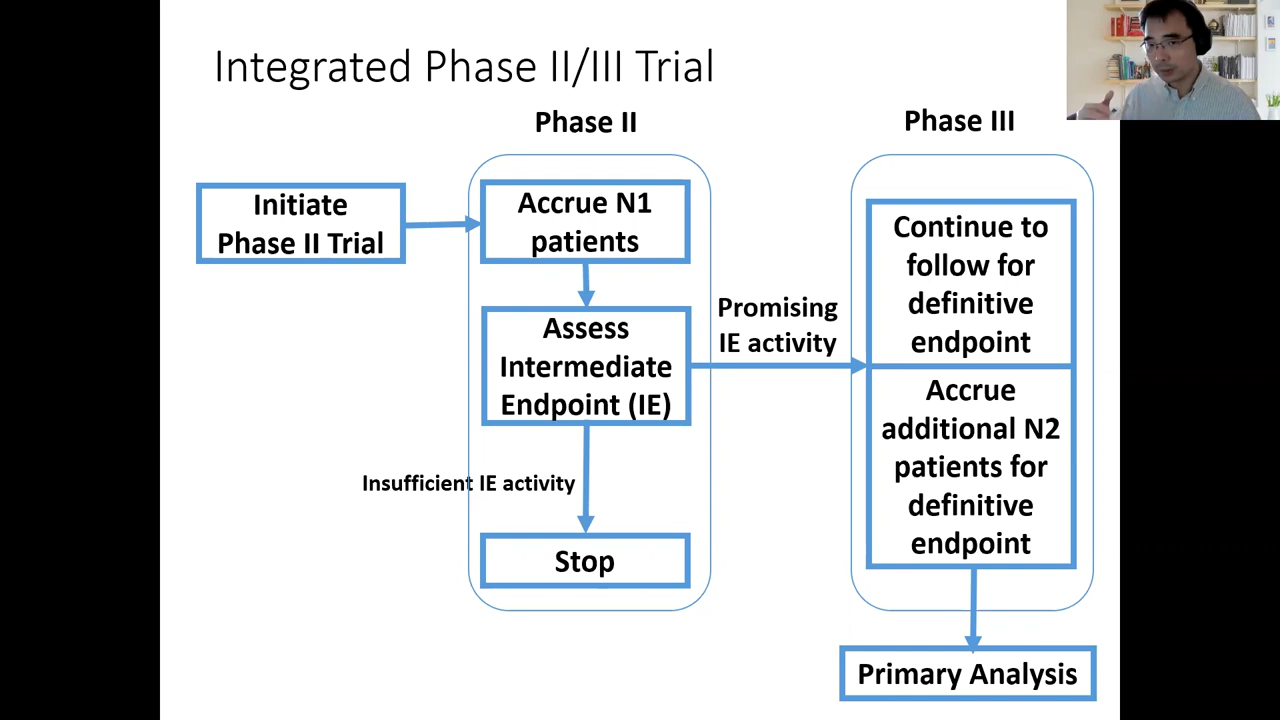 Integrated Phase II/III Trial
Phase II
Phase III
Initiate
Phase II Trial
Accrue N1
patients
Assess
Intermediate
Endpoint (IE)
Insufficient IE activity
Stop
Promising
IE activity
Continue to
follow for
definitive
endpoint
Accrue
additional N2
patients for
definitive
endpoint
Primary Analysis